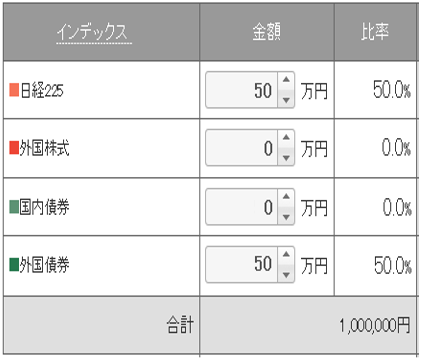 インデックス 金額 比率
日経225 50 万円 50.0%
外国株式 0 万円 0.0%
国内債券 0 万円 0.0%
外国債券 50 万円 50.0%
合計 1,000,000円